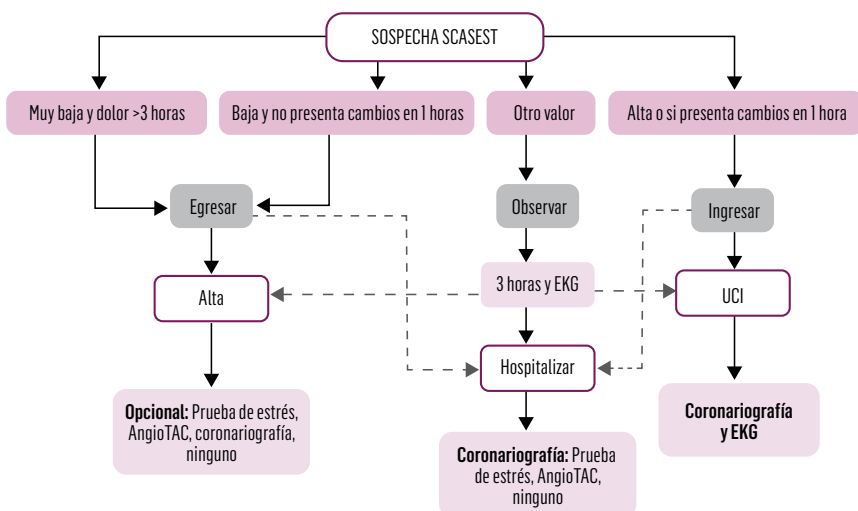 SOSPECHA SCASEST
Muy baja y dolor >3 horas
Baja y no presenta cambios en 1 horas
Otro valor
Alta o si presenta cambios en 1 hora
Egresar
Observar
Ingresar
Alta
3 horas y EKG
UCI
Hospitalizar
Opcional: Prueba de estrés,
AngioTAC, coronariografía,
ninguno
Coronariografía: Prueba
de estrés, AngioTAC,
ninguno
Coronariografía
y EKG